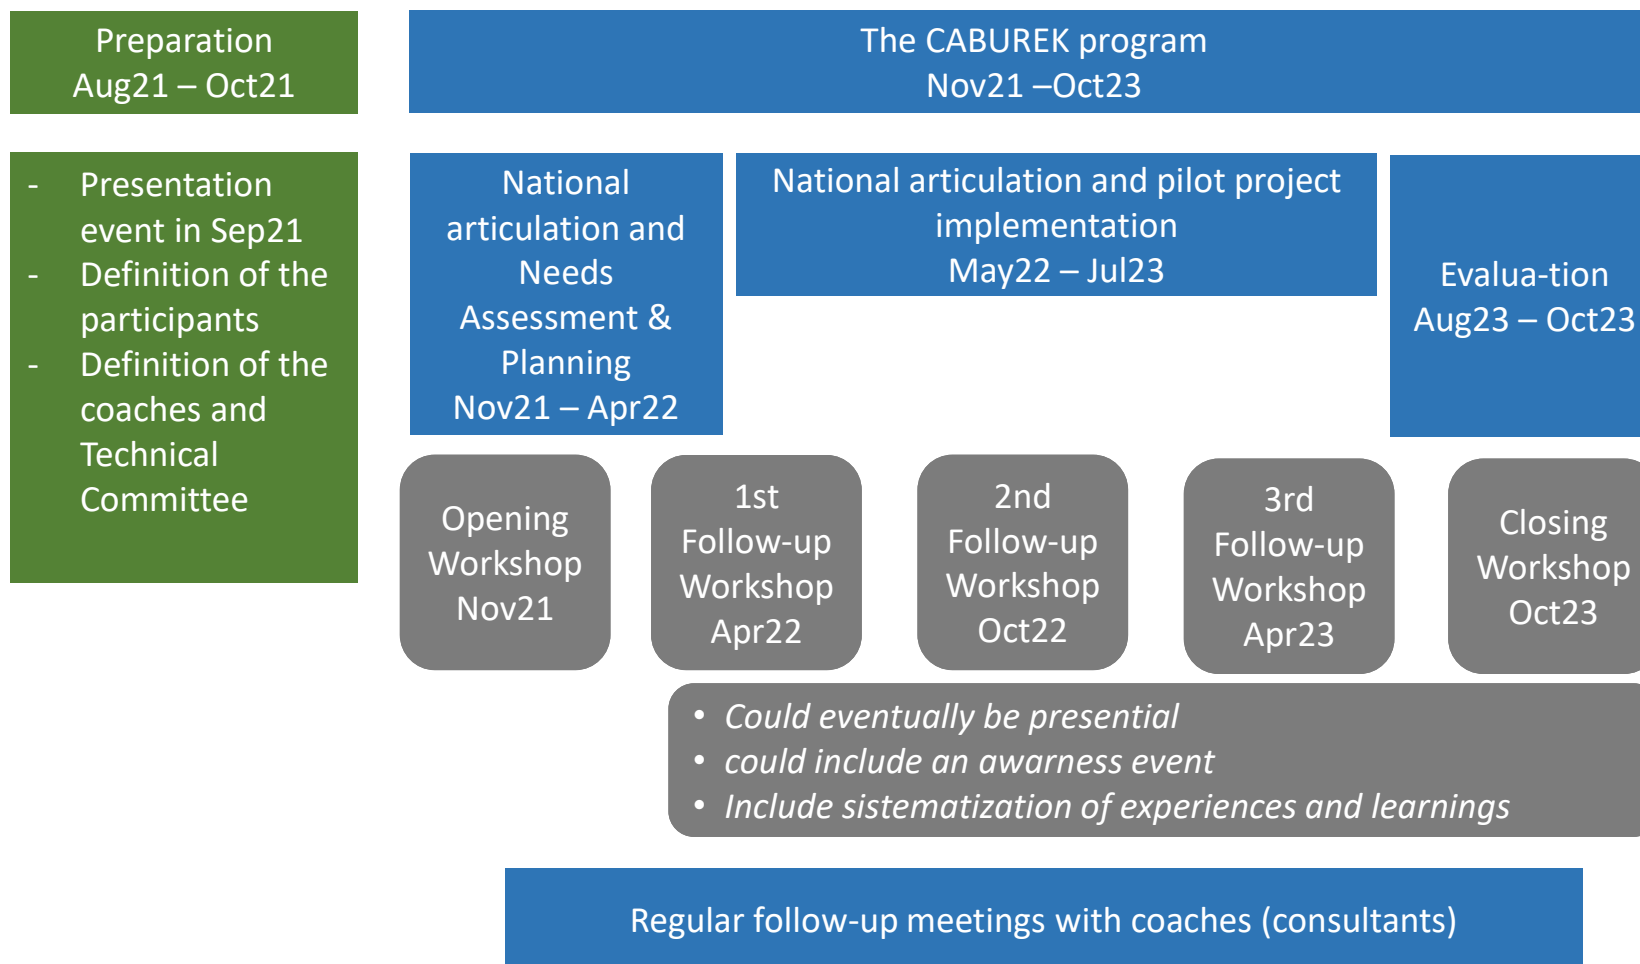 Preparation
Aug21 – Oct21
The CABUREK program
Nov21 –Oct23
- Presentation
event in Sep21
- Definition of the
participants
- Definition of the
coaches and
Technical
Committee
National
articulation and
Needs
Assessment &
Planning
Nov21 – Apr22
National articulation and pilot project
implementation
May22 – Jul23
Evalua-tion
Aug23 – Oct23
Opening
Workshop
Nov21
1st
Follow-up
Workshop
Apr22
2nd
Follow-up
Workshop
Oct22
3rd
Follow-up
Workshop
Apr23
Closing
Workshop
Oct23
• Could eventually be presential
• could include an awarness event
• Include sistematization of experiences and learnings
Regular follow-up meetings with coaches (consultants)